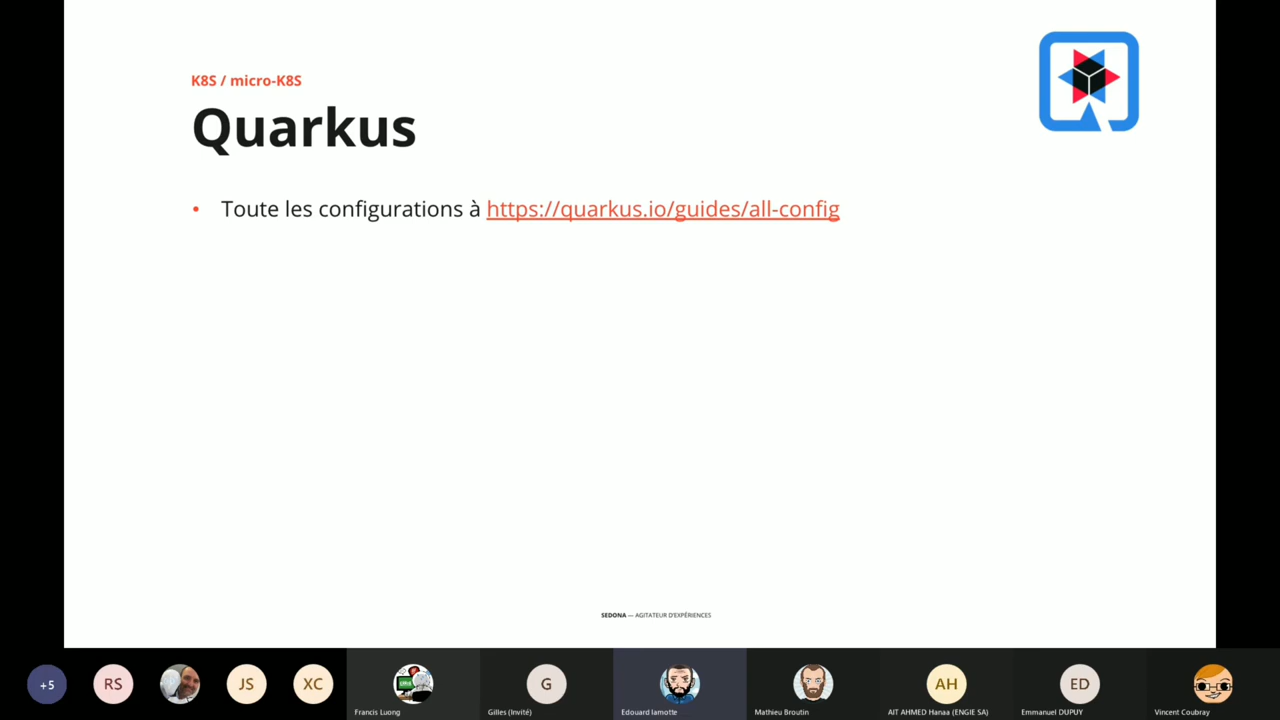 K8S / micro-K8S
Quarkus
• Toute les configurations à https://quarkus.io/guides/all-config
SEDONA — AGITATEUR D'EXPÉRIENCES
+5
RS
JS
XC
Francis Luong
G
Gilles (Invité)
Edouard lamotte
Mathieu Broutin
AH
AIT AHMED Hanaa (ENGIE SA)
ED
Emmanuel DUPUY
Vincent Coubray